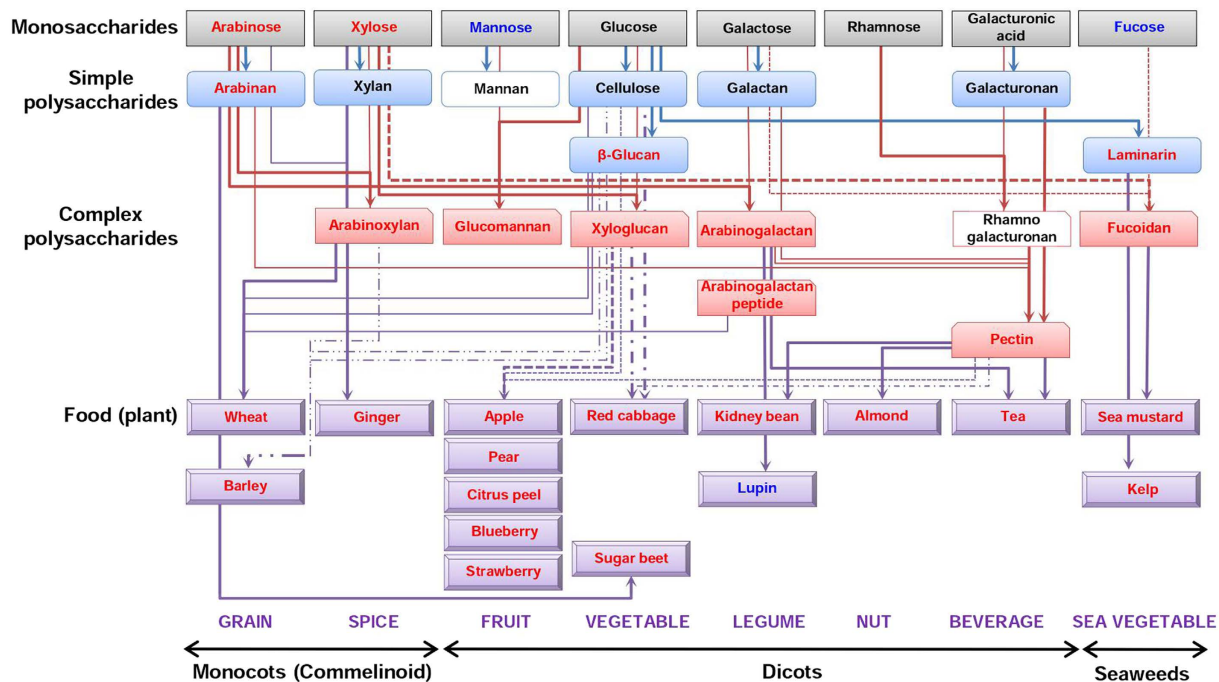 Monosaccharides
Arabinose
Xylose
Mannose
Glucose
Galactose
Rhamnose
Galacturonic
acid
Fucose
Simple
polysaccharides
Arabinan
Xylan
Mannan
Cellulose
Galactan
Galacturonan
β-Glucan
Laminarin
Complex
polysaccharides
Arabinoxylan
Glucomannan
Xyloglucan
Arabinogalactan
Rhamno
galacturonan
Fucoidan
Arabinogalactan
peptide
Pectin
Food (plant)
Wheat
Ginger
Apple
Red cabbage
Kidney bean
Almond
Tea
Sea mustard
Barley
Pear
Lupin
Kelp
Citrus peel
Blueberry
Strawberry
Sugar beet
GRAIN
SPICE
FRUIT
VEGETABLE
LEGUME
NUT
BEVERAGE
SEA VEGETABLE
Monocots (Commelinoid)
Dicots
Seaweeds